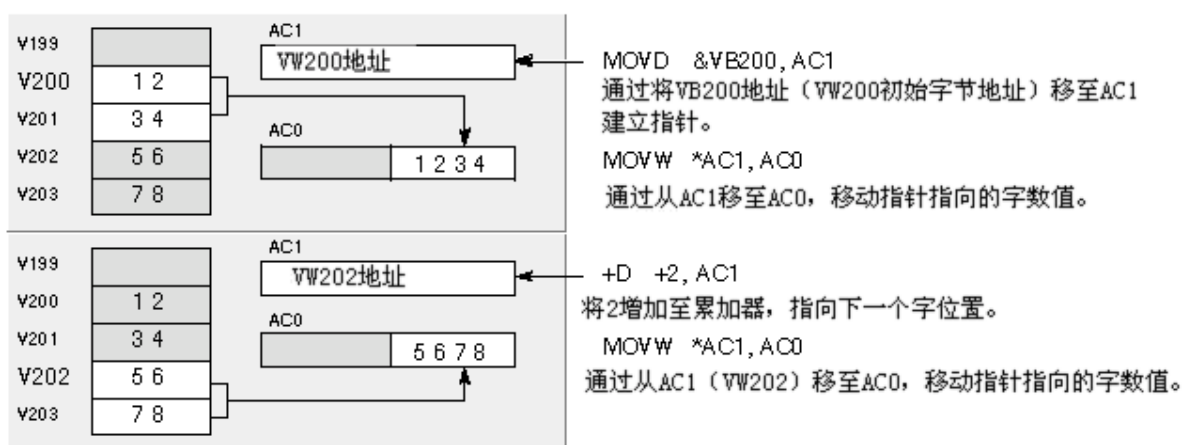 AC1
V199
VW200地址
MOVD &VB200, AC1
V200
1 2
通过将VB200地址（VW200初始字节地址）移至AC1
建立指针。
V201
3 4
AC0
V202
5 6
1 2 3 4
MOVW *AC1, AC0
V203
7 8
通过从AC1移至AC0，移动指针指向的字数值。
AC1
V199
VW202地址
+D +2, AC1
V200
1 2
将2增加至累加器，指向下一个字位置。
AC0
V201
3 4
5 6 7 8
MOVW *AC1, AC0
V202
5 6
通过从AC1（VW202）移至AC0，移动指针指向的字数值。
V203
7 8